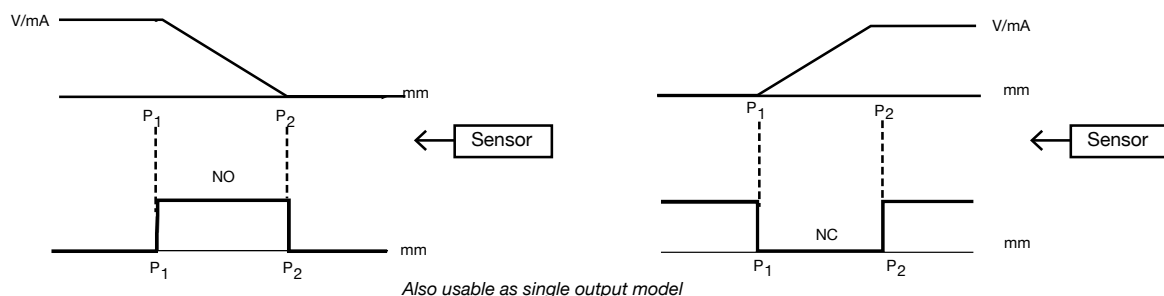 V/mA
mm
P1
P2
Sensor
NO
mm
P1
P2
V/mA
mm
P1
P2
Sensor
NC
mm
P1
P2
Also usable as single output model